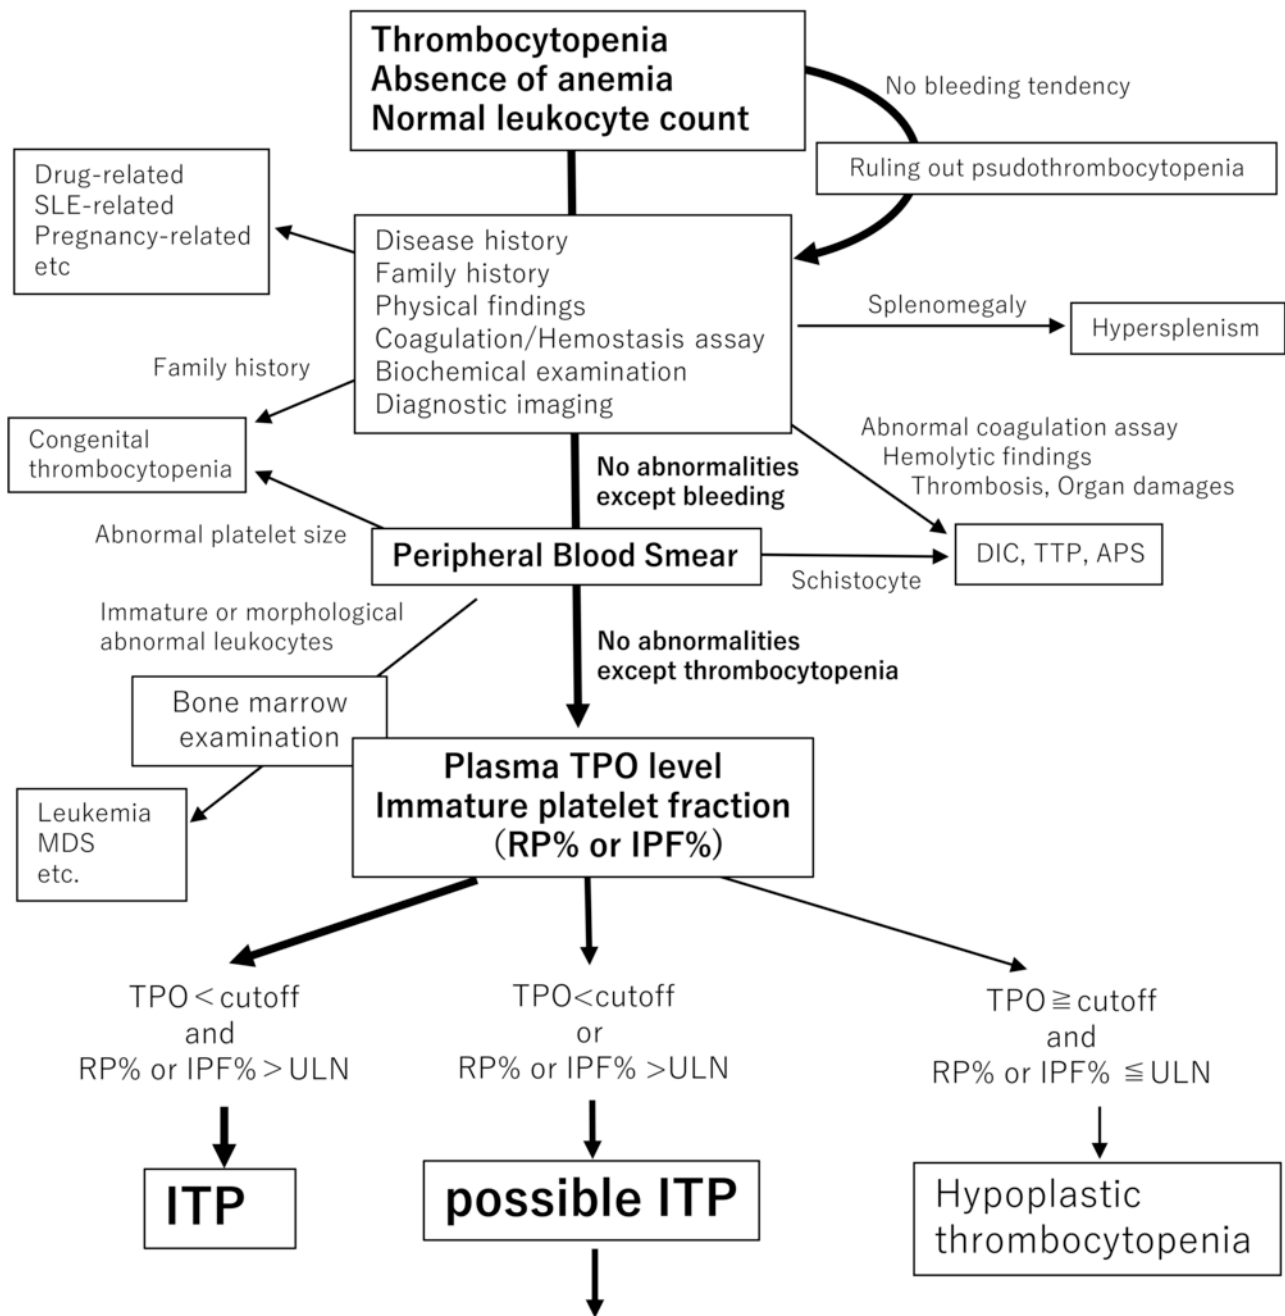 Thrombocytopenia
Absence of anemia
Normal leukocyte count
No bleeding tendency
Ruling out psudothrombocytopenia
Drug-related
SLE-related
Pregnancy-related
etc
Disease history
Family history
Physical findings
Coagulation/Hemostasis assay
Biochemical examination
Diagnostic imaging
Splenomegaly
Hypersplenism
Family history
Congenital
thrombocytopenia
Abnormal coagulation assay
Hemolytic findings
Thrombosis, Organ damages
No abnormalities
except bleeding
Abnormal platelet size
Peripheral Blood Smear
Schistocyte
DIC, TTP, APS
Immature or morphological
abnormal leukocytes
No abnormalities
except thrombocytopenia
Bone marrow
examination
Leukemia
MDS
etc.
Plasma TPO level
Immature platelet fraction
(RP% or IPF%)
TPO<cutoff
and
RP% or IPF%>ULN
TPO<cutoff
or
RP% or IPF% >ULN
TPO≧cutoff
and
RP% or IPF% ≦ULN
ITP
possible ITP
Hypoplastic
thrombocytopenia